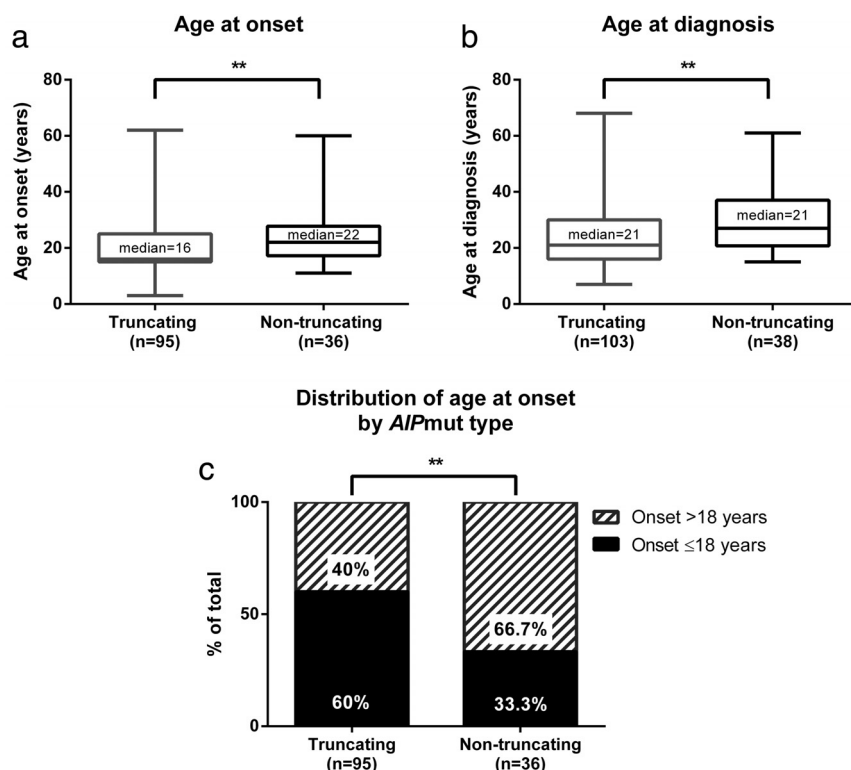 a
Age at onset
**
Age at onset (years)
80
60
40
20
0
median=16
median=22
Truncating
(n=95)
Non-truncating
(n=36)
b
Age at diagnosis
**
Age at diagnosis (years)
80
60
40
20
0
median=21
median=21
Truncating
(n=103)
Non-truncating
(n=38)
Distribution of age at onset
by AIPmut type
c
**
% of total
100
50
0
40%
60%
66.7%
33.3%
Truncating
(n=95)
Non-truncating
(n=36)
Onset >18 years
Onset ≤18 years